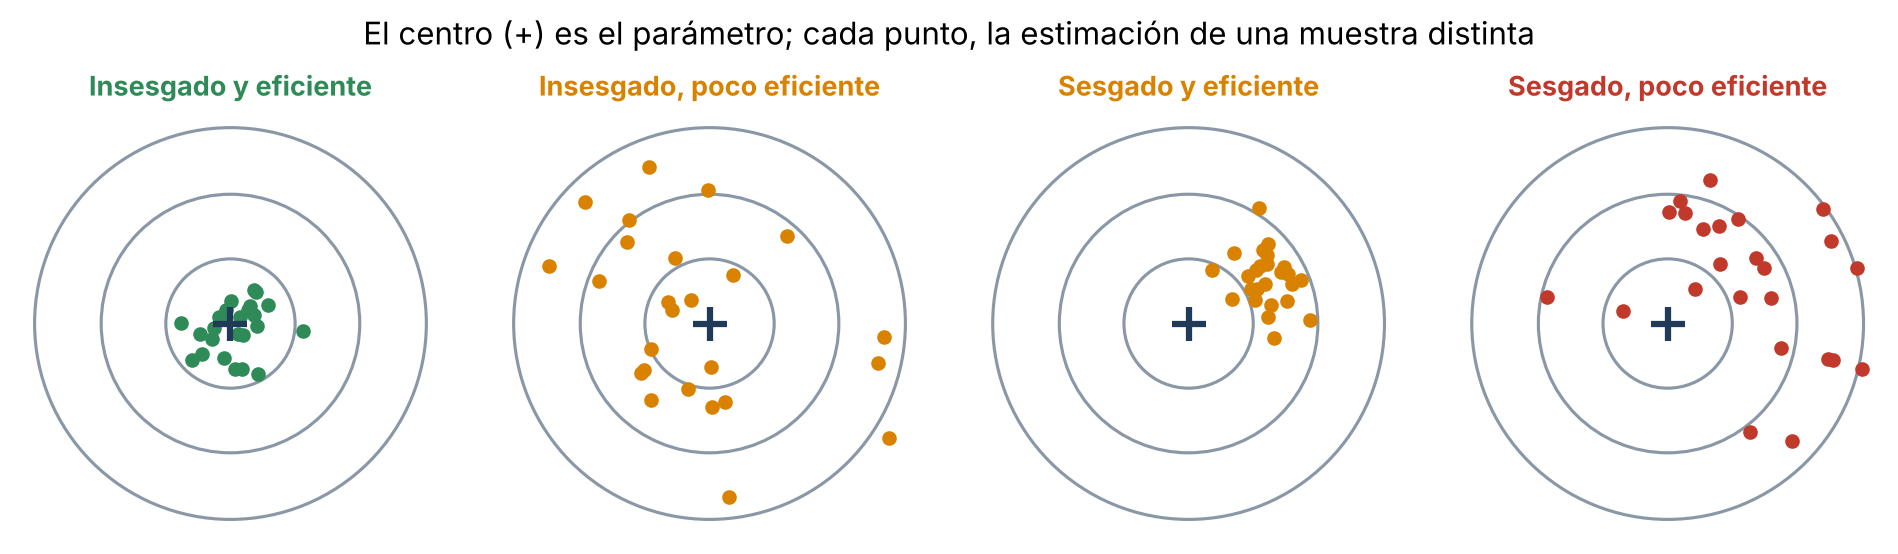 El centro (+) es el parámetro; cada punto, la estimación de una muestra distinta
Insesgado y eficiente
Insesgado, poco eficiente
Sesgado y eficiente
Sesgado, poco eficiente